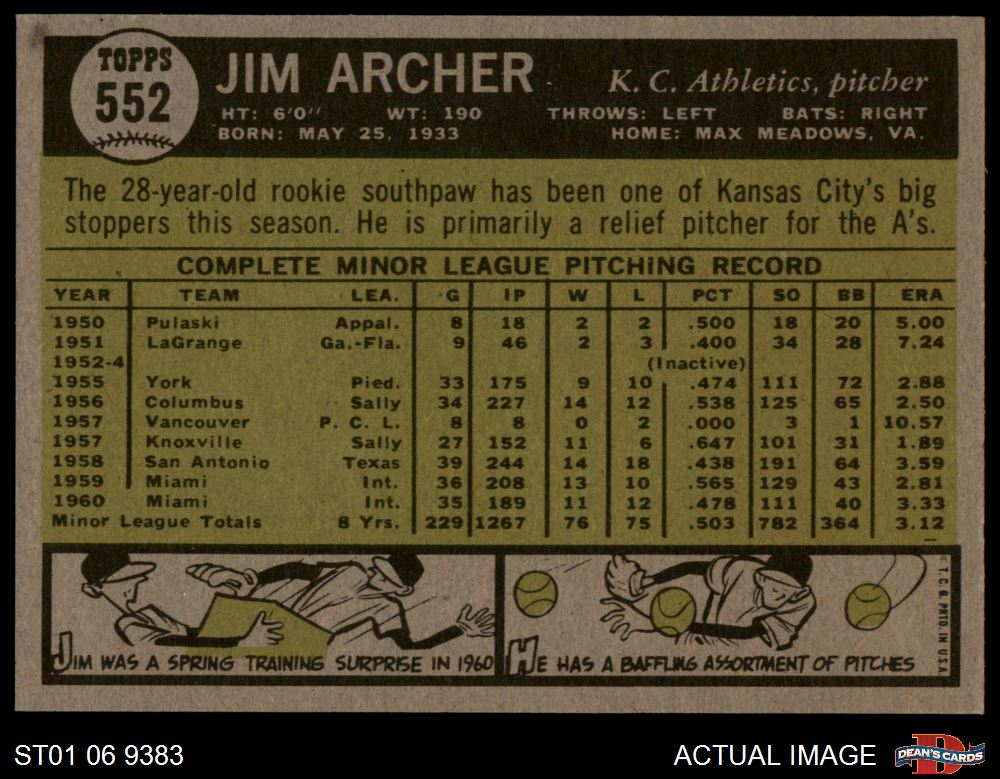 TOPPS
552
JIM ARCHER
K. C. Athletics, pitcher
HT: 6'0" WT: 190 THROWS: LEFT BATS: RIGHT
BORN: MAY 25, 1933 HOME: MAX MEADOWS, VA.
The 28-year-old rookie southpaw has been one of Kansas City's big
stoppers this season. He is primarily a relief pitcher for the A's.
COMPLETE MINOR LEAGUE PITCHING RECORD
YEAR TEAM LEA. G IP W L PCT SO BB ERA
1950 Pulaski Appal. 8 18 2 2 .500 18 20 5.00
1951 LaGrange Ga.-Fla. 9 46 2 3 .400 34 28 7.24
1952-4 (Inactive)
1955 York Pied. 33 175 9 10 .474 111 72 2.88
1956 Columbus Sally 34 227 14 12 .538 125 65 2.50
1957 Vancouver P. C. L. 8 8 0 2 .000 3 1 10.57
1957 Knoxville Sally 27 152 11 6 .647 101 31 1.89
1958 San Antonio Texas 39 244 14 18 .438 191 64 3.59
1959 Miami Int. 36 208 13 10 .565 129 43 2.81
1960 Miami Int. 35 189 11 12 .478 111 40 3.33
Minor League Totals 8 Yrs. 229 1267 76 75 .503 782 364 3.12
JIM WAS A SPRING TRAINING SURPRISE IN 1960
HE HAS A BAFFLING ASSORTMENT OF PITCHES
© T. C. G. PRTD. IN U.S.A.
ST01 06 9383
ACTUAL IMAGE
DEAN'S CARDS